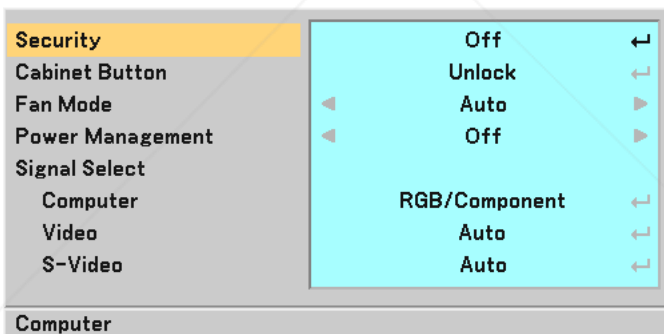 Security Off
Cabinet Button Unlock
Fan Mode Auto
Power Management Off
Signal Select
Computer RGB/Component
Video Auto
S-Video Auto
Computer